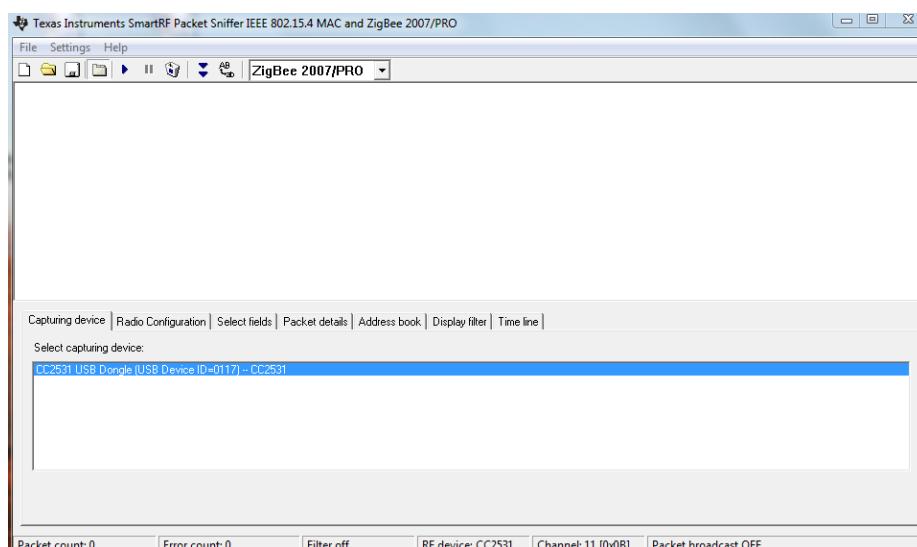 Texas Instruments SmartRF Packet Sniffer IEEE 802.15.4 MAC and ZigBee 2007/PRO
File Settings Help
ZigBee 2007/PRO
Capturing device Radio Configuration Select fields Packet details Address book Display filter Time line
Select capturing device:
CC2531 USB Dongle (USB Device ID=0117) -- CC2531
Packet count: 0 Error count: 0 Filter off RF device: CC2531 Channel: 11 [0x0B] Packet broadcast OFF